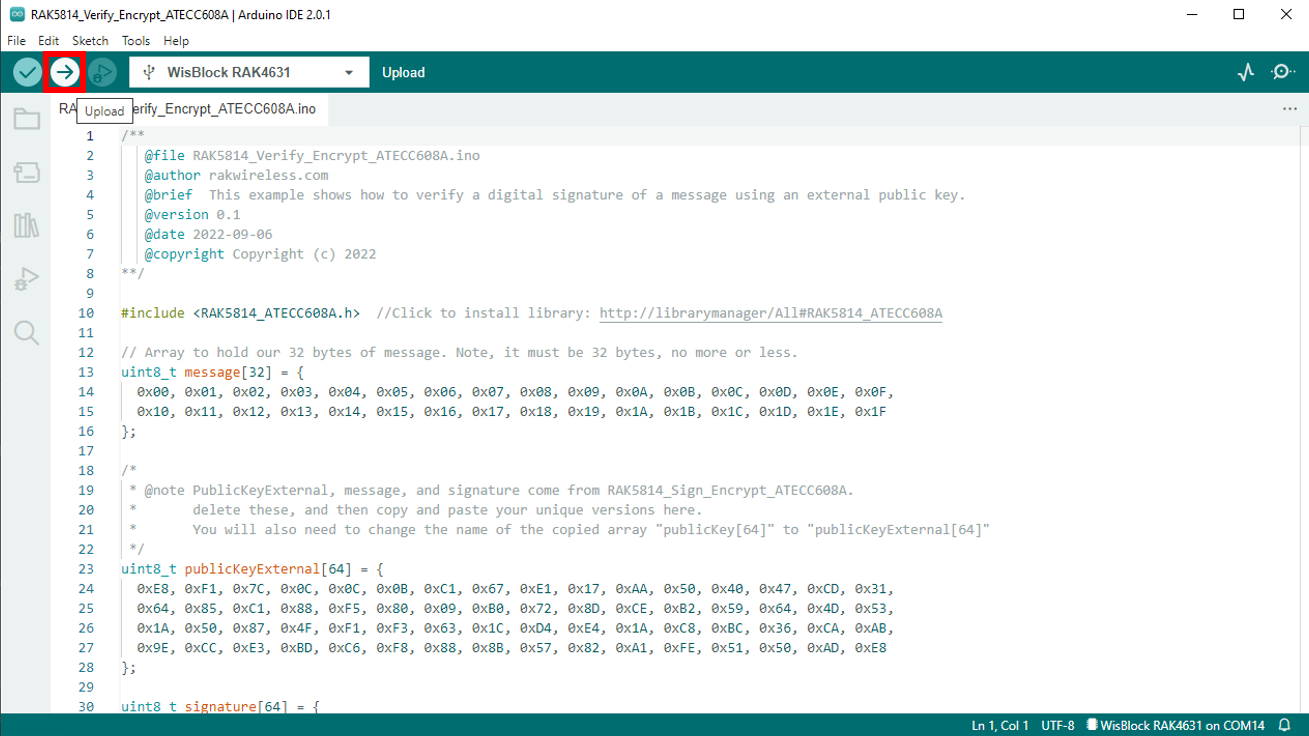 RAK5814_Verify_Encrypt_ATECC608A | Arduino IDE 2.0.1
File Edit Sketch Tools Help
WisBlock RAK4631 Upload
RA erify_Encrypt_ATECC608A.ino
Upload
1 /**
2 @file RAK5814_Verify_Encrypt_ATECC608A.ino
3 @author rakwireless.com
4 @brief This example shows how to verify a digital signature of a message using an external public key.
5 @version 0.1
6 @date 2022-09-06
7 @copyright Copyright (c) 2022
8 **/
9
10 #include <RAK5814_ATECC608A.h> //Click to install library: http://librarymanager/All#RAK5814_ATECC608A
11
12 // Array to hold our 32 bytes of message. Note, it must be 32 bytes, no more or less.
13 uint8_t message[32] = {
14 0x00, 0x01, 0x02, 0x03, 0x04, 0x05, 0x06, 0x07, 0x08, 0x09, 0x0A, 0x0B, 0x0C, 0x0D, 0x0E, 0x0F,
15 0x10, 0x11, 0x12, 0x13, 0x14, 0x15, 0x16, 0x17, 0x18, 0x19, 0x1A, 0x1B, 0x1C, 0x1D, 0x1E, 0x1F
16 };
17
18 /*
19 * @note PublicKeyExternal, message, and signature come from RAK5814_Sign_Encrypt_ATECC608A.
20 * delete these, and then copy and paste your unique versions here.
21 * You will also need to change the name of the copied array "publicKey[64]" to "publicKeyExternal[64]"
22 */
23 uint8_t publicKeyExternal[64] = {
24 0xE8, 0xF1, 0x7C, 0x0C, 0x0C, 0x0B, 0xC1, 0x67, 0xE1, 0x17, 0xAA, 0x50, 0x40, 0x47, 0xCD, 0x31,
25 0x64, 0x85, 0xC1, 0x88, 0xF5, 0x80, 0x09, 0xB0, 0x72, 0x8D, 0xCE, 0xB2, 0x59, 0x64, 0x4D, 0x53,
26 0x1A, 0x50, 0x87, 0x4F, 0xF1, 0xF3, 0x63, 0x1C, 0xD4, 0xE4, 0x1A, 0xC8, 0xBC, 0x36, 0xCA, 0xAB,
27 0x9E, 0xCC, 0xE3, 0xBD, 0xC6, 0xF8, 0x88, 0x8B, 0x57, 0x82, 0xA1, 0xFE, 0x51, 0x50, 0xAD, 0xE8
28 };
29
30 uint8_t signature[64] = {
Ln 1, Col 1 UTF-8 WisBlock RAK4631 on COM14